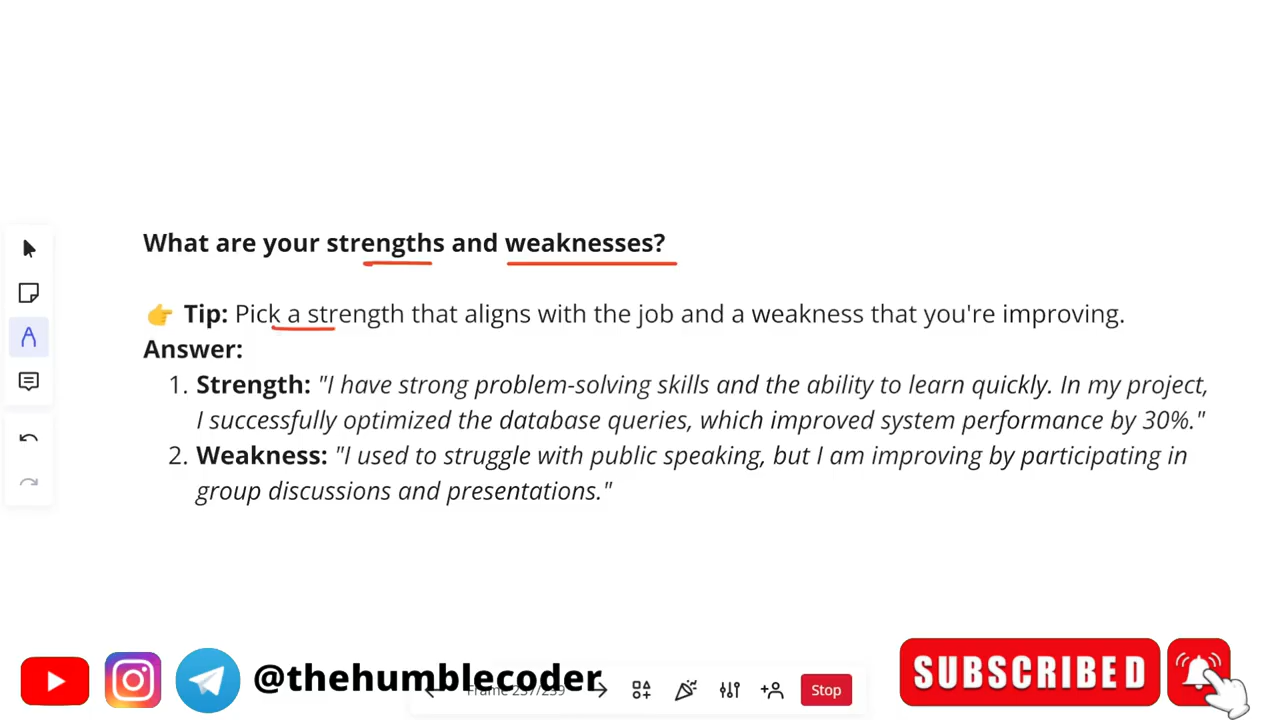 What are your strengths and weaknesses?
👉 Tip: Pick a strength that aligns with the job and a weakness that you're improving.
Answer:
1. Strength: "I have strong problem-solving skills and the ability to learn quickly. In my project,
I successfully optimized the database queries, which improved system performance by 30%."
2. Weakness: "I used to struggle with public speaking, but I am improving by participating in
group discussions and presentations."
@thehumblecoder
Frame 237/239
Stop
SUBSCRIBED